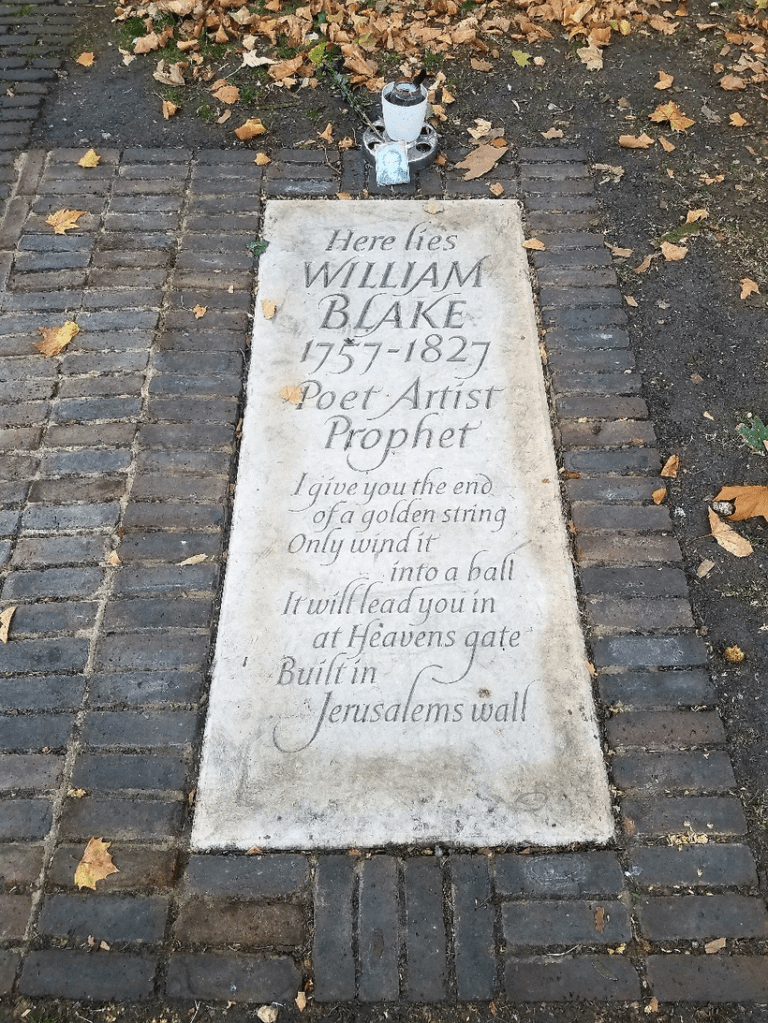 Here lies
WILLIAM
BLAKE
1757-1827
Poet Artist
Prophet
I give you the end
of a golden string
Only wind it
into a ball
It will lead you in
at Heavens gate
Built in
Jerusalems wall